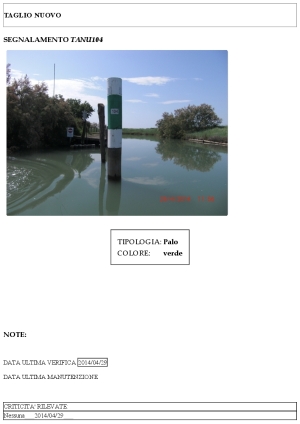 TAGLIO NUOVO
SEGNALAMENTO TANU104
TIPOLOGIA: Palo
COLORE: verde
NOTE:
DATA ULTIMA VERIFICA 2014/04/29
DATA ULTIMA MANUTENZIONE
CRITICITA' RILEVATE
Nessuna 2014/04/29